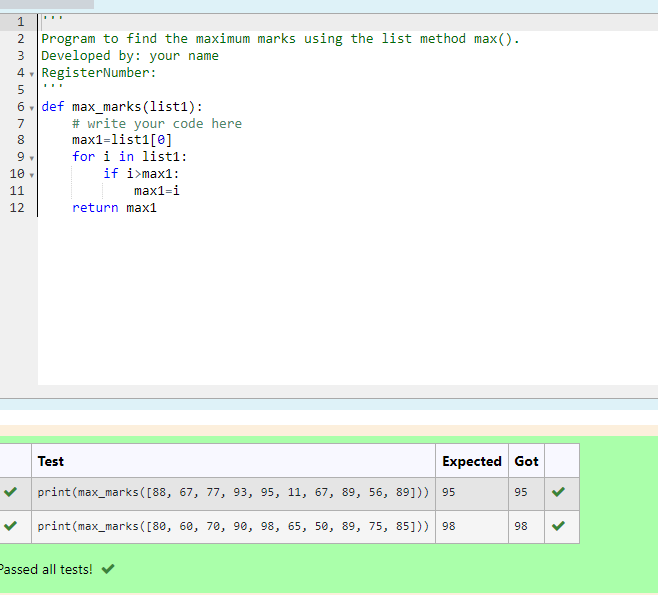 1 '''
2 Program to find the maximum marks using the list method max().
3 Developed by: your name
4 RegisterNumber:
5 '''
6 def max_marks(list1):
7     # write your code here
8     max1=list1[0]
9     for i in list1:
10         if i>max1:
11             max1=i
12     return max1
Test Expected Got
print(max_marks([88, 67, 77, 93, 95, 11, 67, 89, 56, 89])) 95 95
print(max_marks([80, 60, 70, 90, 98, 65, 50, 89, 75, 85])) 98 98
Passed all tests!